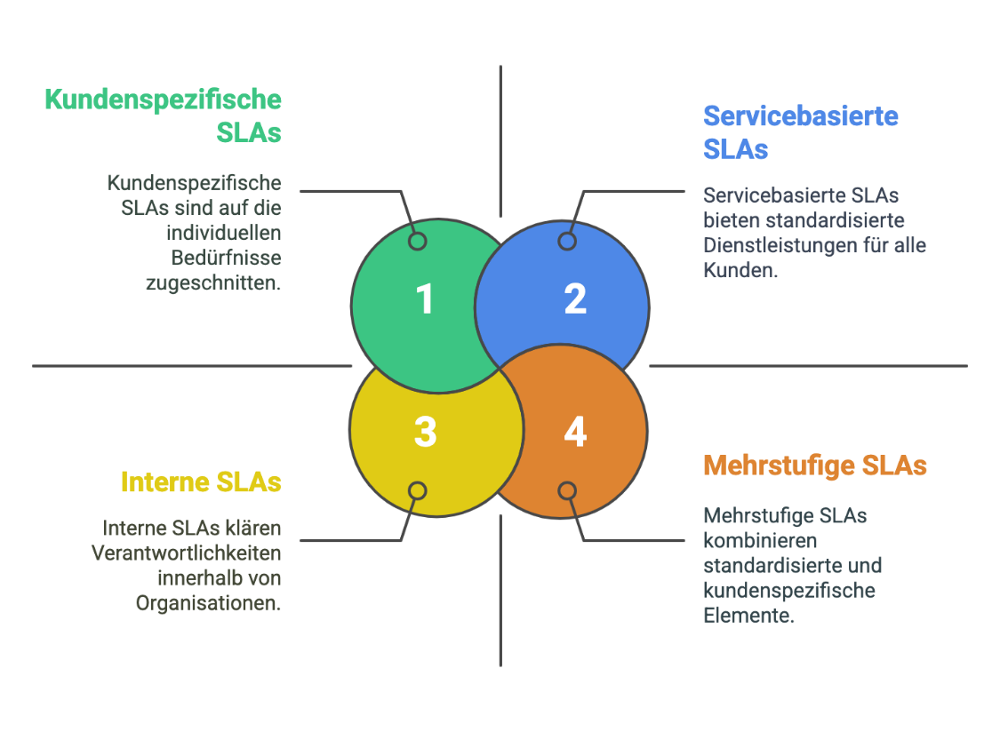 Kundenspezifische
SLAs
Kundenspezifische
SLAs sind auf die
individuellen
Bedürfnisse
zugeschnitten.
1
Servicebasierte
SLAs
Servicebasierte SLAs
bieten standardisierte
Dienstleistungen für alle
Kunden.
2
Interne SLAs
Interne SLAs klären
Verantwortlichkeiten
innerhalb von
Organisationen.
3
Mehrstufige SLAs
Mehrstufige SLAs
kombinieren
standardisierte und
kundenspezifische
Elemente.
4